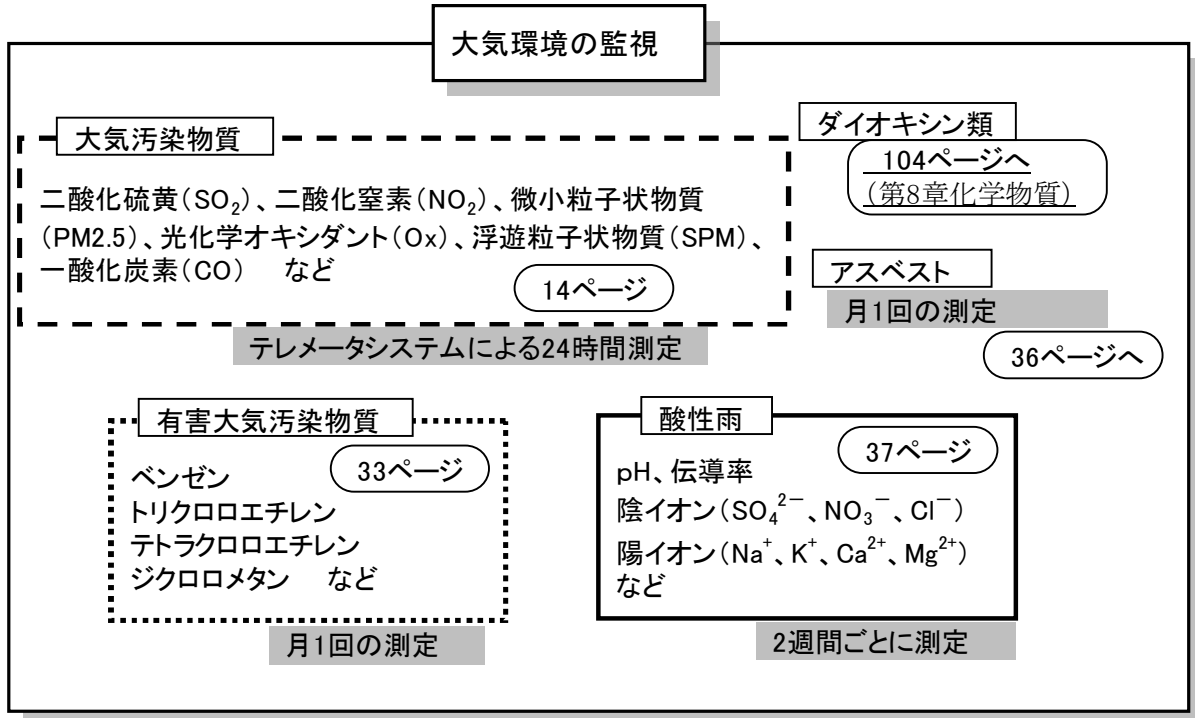 大気環境の監視
大気汚染物質
二酸化硫黄(SO₂)、二酸化窒素(NO₂)、微小粒子状物質
(PM2.5)、光化学オキシダント(Ox)、浮遊粒子状物質(SPM)、
一酸化炭素(CO)　など
14ページ
テレメータシステムによる24時間測定
ダイオキシン類
104ページへ
(第8章化学物質)
アスベスト
月1回の測定
36ページへ
有害大気汚染物質
33ページ
ベンゼン
トリクロロエチレン
テトラクロロエチレン
ジクロロメタン　など
月1回の測定
酸性雨
37ページ
pH、伝導率
陰イオン(SO₄²⁻、NO₃⁻、Cl⁻)
陽イオン(Na⁺、K⁺、Ca²⁺、Mg²⁺)
など
2週間ごとに測定